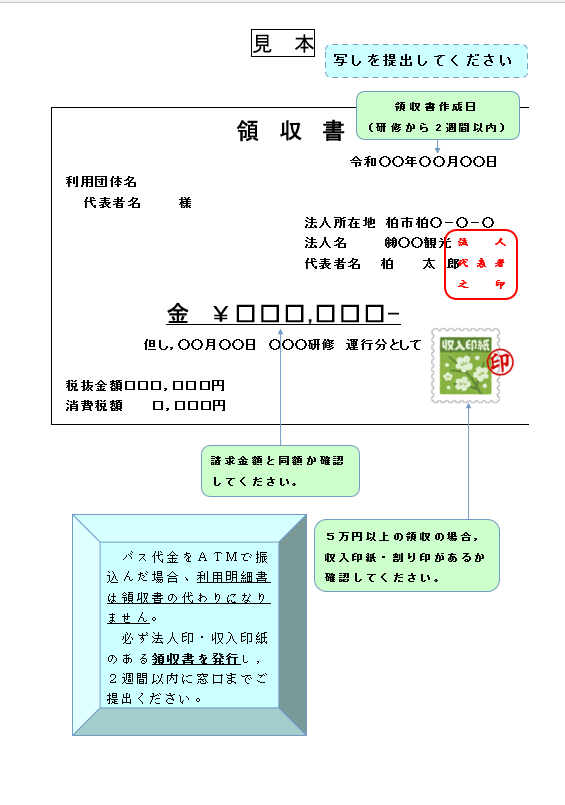 見　本
写しを提出してください
領収書作成日
（研修から２週間以内）
領　収　書
令和〇〇年〇〇月〇〇日
利用団体名
代表者名　　様
法人所在地　柏市柏〇－〇－〇
法人名　　㈱〇〇観光
代表者名　柏　太　郎
法　人
代 表 者
之　印
金　￥□□□,□□□－
但し，〇〇月〇〇日　〇〇〇研修　運行分として
収入印紙
印
税抜金額□□□，□□□円
消費税額　　□，□□□円
請求金額と同額か確認
してください。
５万円以上の領収の場合，
収入印紙・割り印があるか
確認してください。
バス代金をＡＴＭで振
込んだ場合、利用明細書
は領収書の代わりになり
ません。
必ず法人印・収入印紙
のある領収書を発行し，
２週間以内に窓口までご
提出ください。